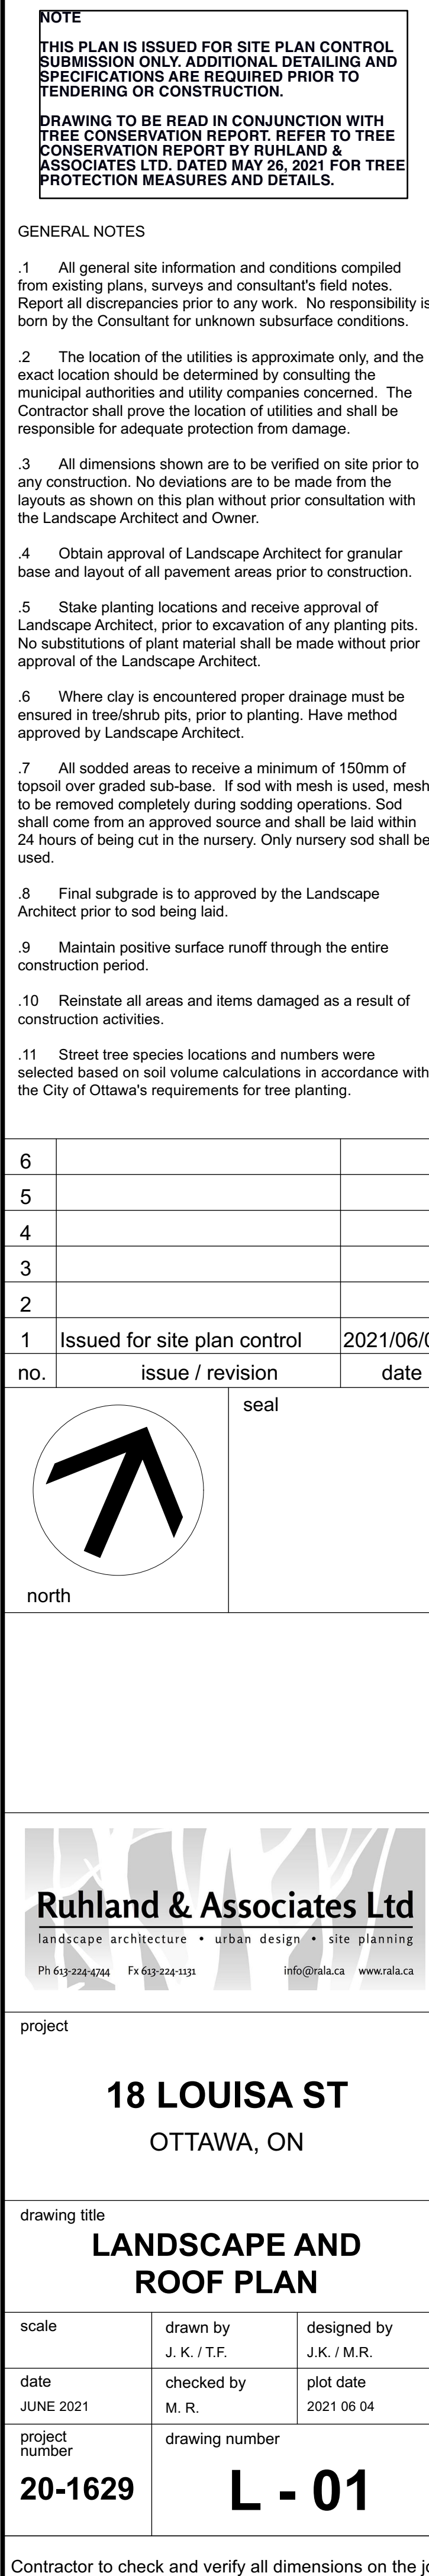 NOTE
THIS PLAN IS ISSUED FOR SITE PLAN CONTROL
SUBMISSION ONLY. ADDITIONAL DETAILING AND
SPECIFICATIONS ARE REQUIRED PRIOR TO
TENDERING OR CONSTRUCTION.
DRAWING TO BE READ IN CONJUNCTION WITH
TREE CONSERVATION REPORT. REFER TO TREE
CONSERVATION REPORT BY RUHLAND &
ASSOCIATES LTD. DATED MAY 26, 2021 FOR TREE
PROTECTION MEASURES AND DETAILS.
GENERAL NOTES
.1 All general site information and conditions compiled
from existing plans, surveys and consultant's field notes.
Report all discrepancies prior to any work. No responsibility is
born by the Consultant for unknown subsurface conditions.
.2 The location of the utilities is approximate only, and the
exact location should be determined by consulting the
municipal authorities and utility companies concerned. The
Contractor shall prove the location of utilities and shall be
responsible for adequate protection from damage.
.3 All dimensions shown are to be verified on site prior to
any construction. No deviations are to be made from the
layouts as shown on this plan without prior consultation with
the Landscape Architect and Owner.
.4 Obtain approval of Landscape Architect for granular
base and layout of all pavement areas prior to construction.
.5 Stake planting locations and receive approval of
Landscape Architect, prior to excavation of any planting pits.
No substitutions of plant material shall be made without prior
approval of the Landscape Architect.
.6 Where clay is encountered proper drainage must be
ensured in tree/shrub pits, prior to planting. Have method
approved by Landscape Architect.
.7 All sodded areas to receive a minimum of 150mm of
topsoil over graded sub-base. If sod with mesh is used, mesh
to be removed completely during sodding operations. Sod
shall come from an approved source and shall be laid within
24 hours of being cut in the nursery. Only nursery sod shall be
used.
.8 Final subgrade is to approved by the Landscape
Architect prior to sod being laid.
.9 Maintain positive surface runoff through the entire
construction period.
.10 Reinstate all areas and items damaged as a result of
construction activities.
.11 Street tree species locations and numbers were
selected based on soil volume calculations in accordance with
the City of Ottawa's requirements for tree planting.
6
5
4
3
2
1 Issued for site plan control 2021/06/0
no. issue / revision date
seal
north
Ruhland & Associates Ltd
landscape architecture • urban design • site planning
Ph 613-224-4744 Fx 613-224-1131 info@rala.ca www.rala.ca
project
18 LOUISA ST
OTTAWA, ON
drawing title
LANDSCAPE AND
ROOF PLAN
scale drawn by designed by
J. K. / T.F. J.K. / M.R.
date checked by plot date
JUNE 2021 M. R. 2021 06 04
project
number
drawing number
20-1629 L - 01
Contractor to check and verify all dimensions on the